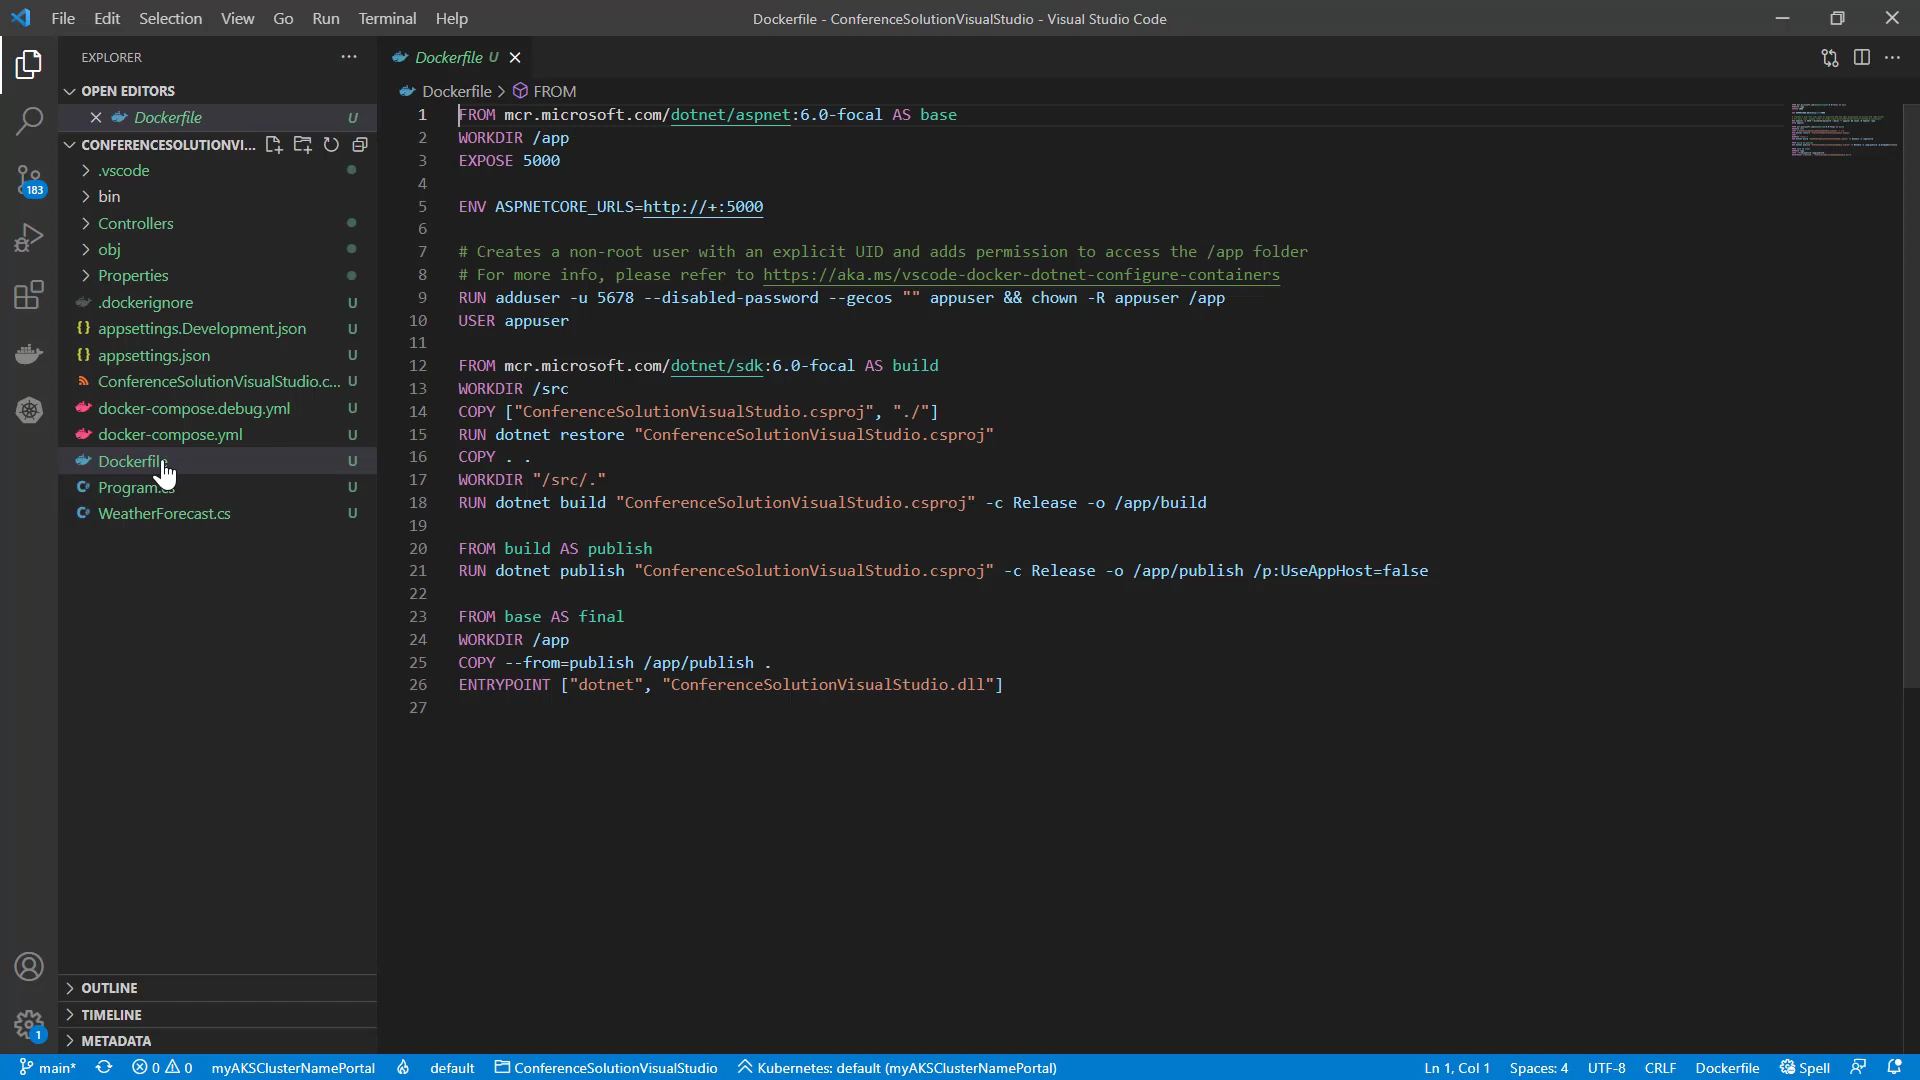 File Edit Selection View Go Run Terminal Help
Dockerfile - ConferenceSolutionVisualStudio - Visual Studio Code
EXPLORER
OPEN EDITORS
Dockerfile U
CONFERENCESOLUTIONVI...
.vscode
bin
Controllers
obj
Properties
.dockerignore U
appsettings.Development.json U
appsettings.json U
ConferenceSolutionVisualStudio.c... U
docker-compose.debug.yml U
docker-compose.yml U
Dockerfile U
Program.cs U
WeatherForecast.cs U
OUTLINE
TIMELINE
METADATA
183
1
Dockerfile U
Dockerfile > FROM
1 FROM mcr.microsoft.com/dotnet/aspnet:6.0-focal AS base
2 WORKDIR /app
3 EXPOSE 5000
4
5 ENV ASPNETCORE_URLS=http://+:5000
6
7 # Creates a non-root user with an explicit UID and adds permission to access the /app folder
8 # For more info, please refer to https://aka.ms/vscode-docker-dotnet-configure-containers
9 RUN adduser -u 5678 --disabled-password --gecos "" appuser && chown -R appuser /app
10 USER appuser
11
12 FROM mcr.microsoft.com/dotnet/sdk:6.0-focal AS build
13 WORKDIR /src
14 COPY ["ConferenceSolutionVisualStudio.csproj", "./"]
15 RUN dotnet restore "ConferenceSolutionVisualStudio.csproj"
16 COPY . .
17 WORKDIR "/src/."
18 RUN dotnet build "ConferenceSolutionVisualStudio.csproj" -c Release -o /app/build
19
20 FROM build AS publish
21 RUN dotnet publish "ConferenceSolutionVisualStudio.csproj" -c Release -o /app/publish /p:UseAppHost=false
22
23 FROM base AS final
24 WORKDIR /app
25 COPY --from=publish /app/publish .
26 ENTRYPOINT ["dotnet", "ConferenceSolutionVisualStudio.dll"]
27
main* 0 0 myAKSClusterNamePortal default ConferenceSolutionVisualStudio Kubernetes: default (myAKSClusterNamePortal) Ln 1, Col 1 Spaces: 4 UTF-8 CRLF Dockerfile Spell